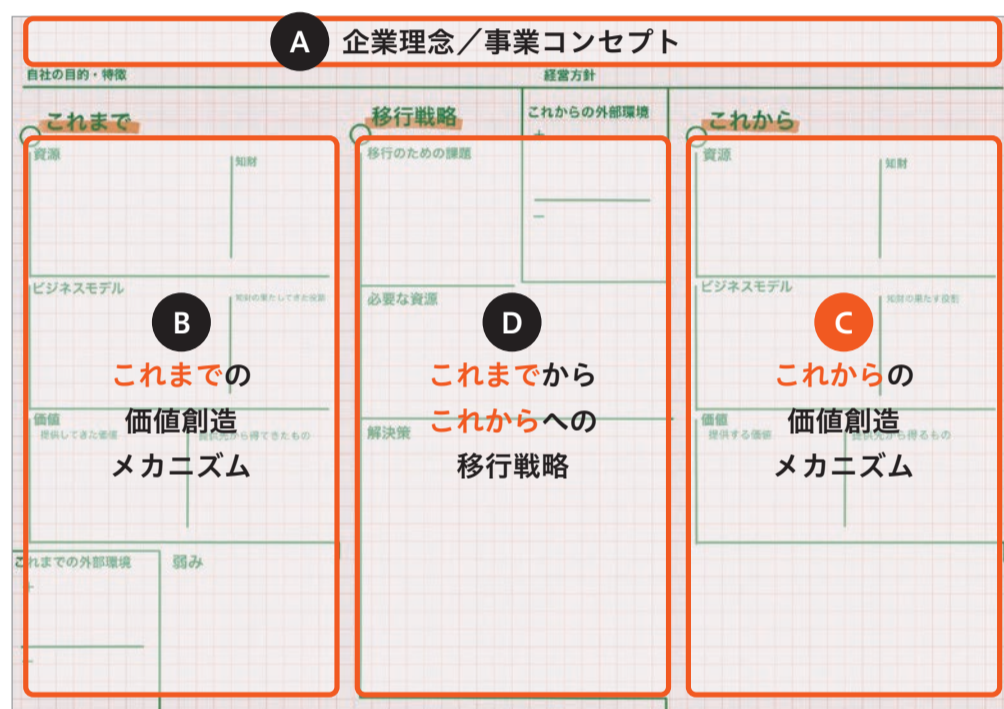 A 企業理念／事業コンセプト
自社の目的・特徴
経営方針
これまで
資源
知財
ビジネスモデル
知財の果たしてきた役割
B
これまでの
価値創造
メカニズム
価値
提供してきた価値
提供先から得てきたもの
これまでの外部環境
+
−
弱み
移行戦略
これからの外部環境
+
−
移行のための課題
必要な資源
D
これまでから
これからへの
移行戦略
解決策
これから
資源
知財
ビジネスモデル
知財の果たす役割
C
これからの
価値創造
メカニズム
価値
提供する価値
提供先から得るもの